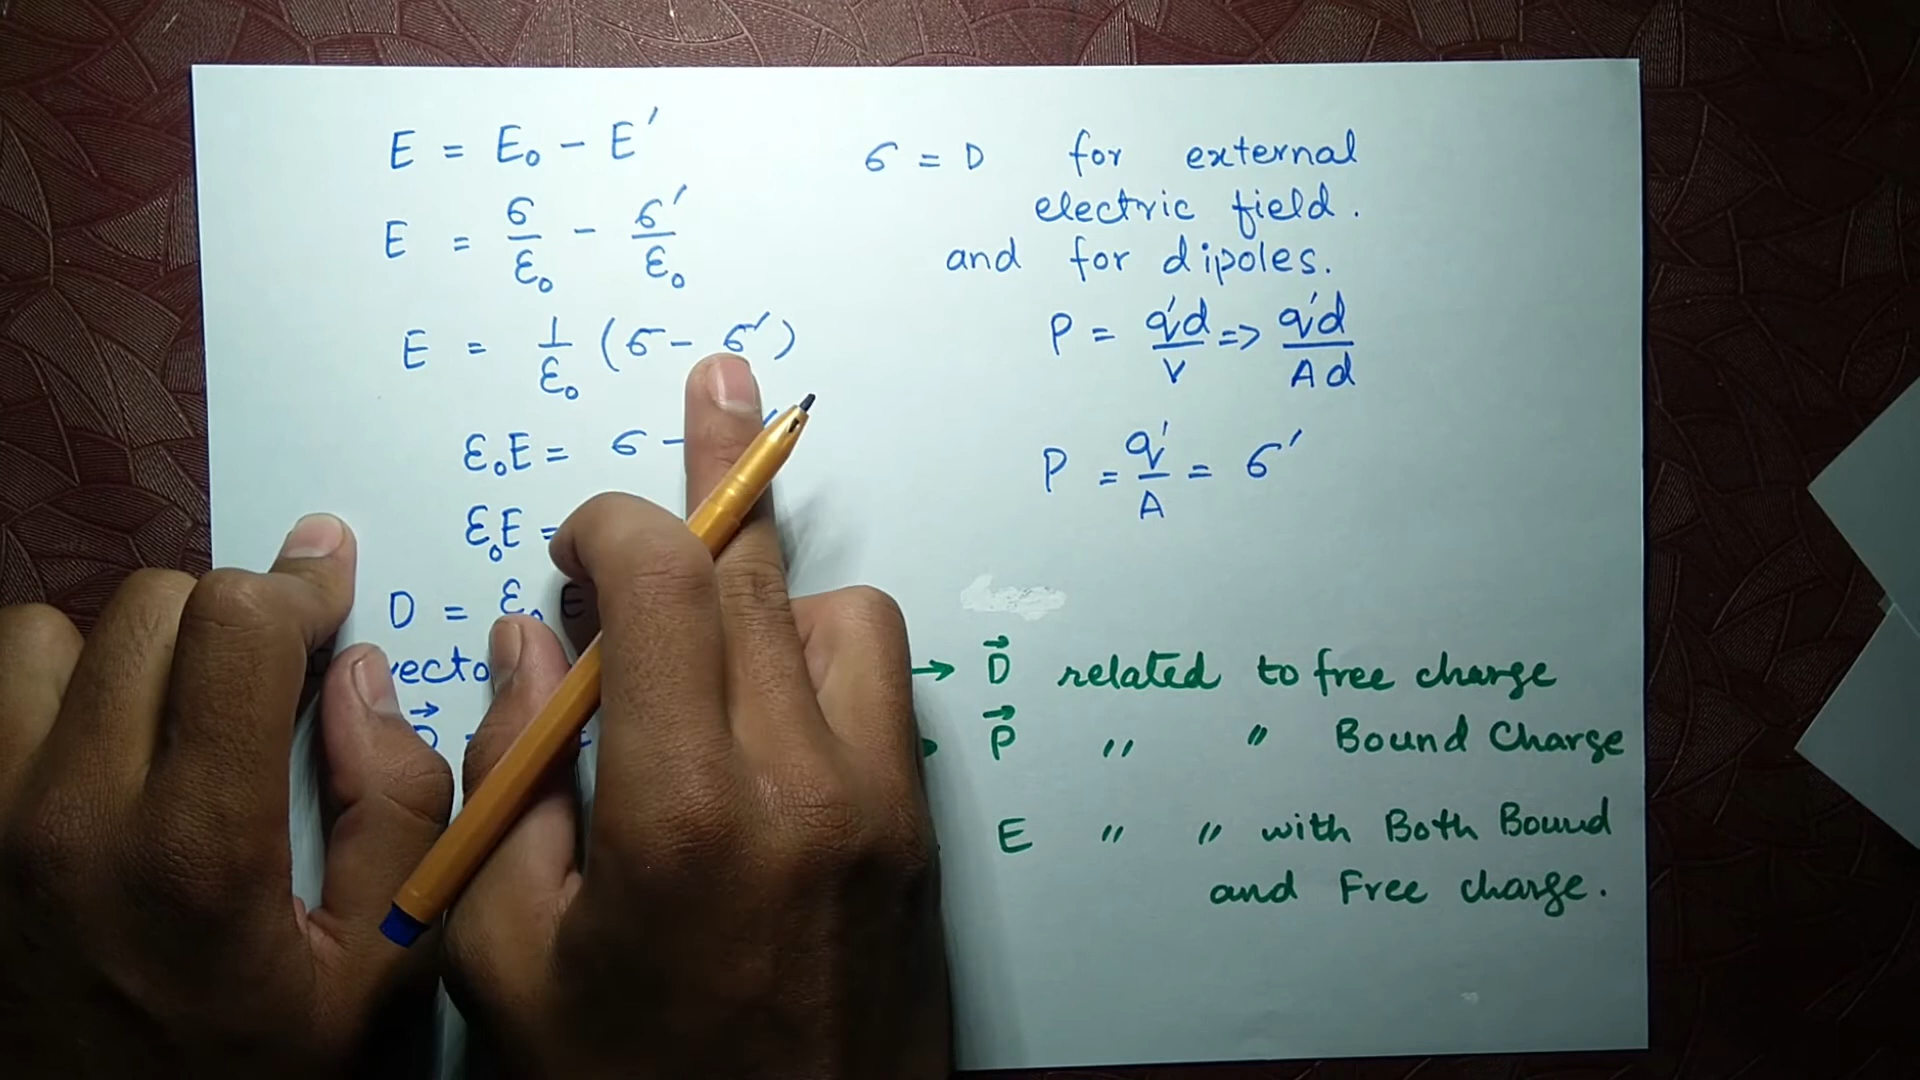 E = E₀ - E′
E = σ/ε₀ - σ′/ε₀
E = 1/ε₀ (σ - σ′)
ε₀E = σ -
ε₀E =
D = ε₀ E
σ = D for external
electric field.
and for dipoles.
P = q′d/V => q′d/Ad
P = q′/A = σ′
→ D⃗ related to free charge
P⃗ " " Bound Charge
E " " with Both Bound
and Free charge.